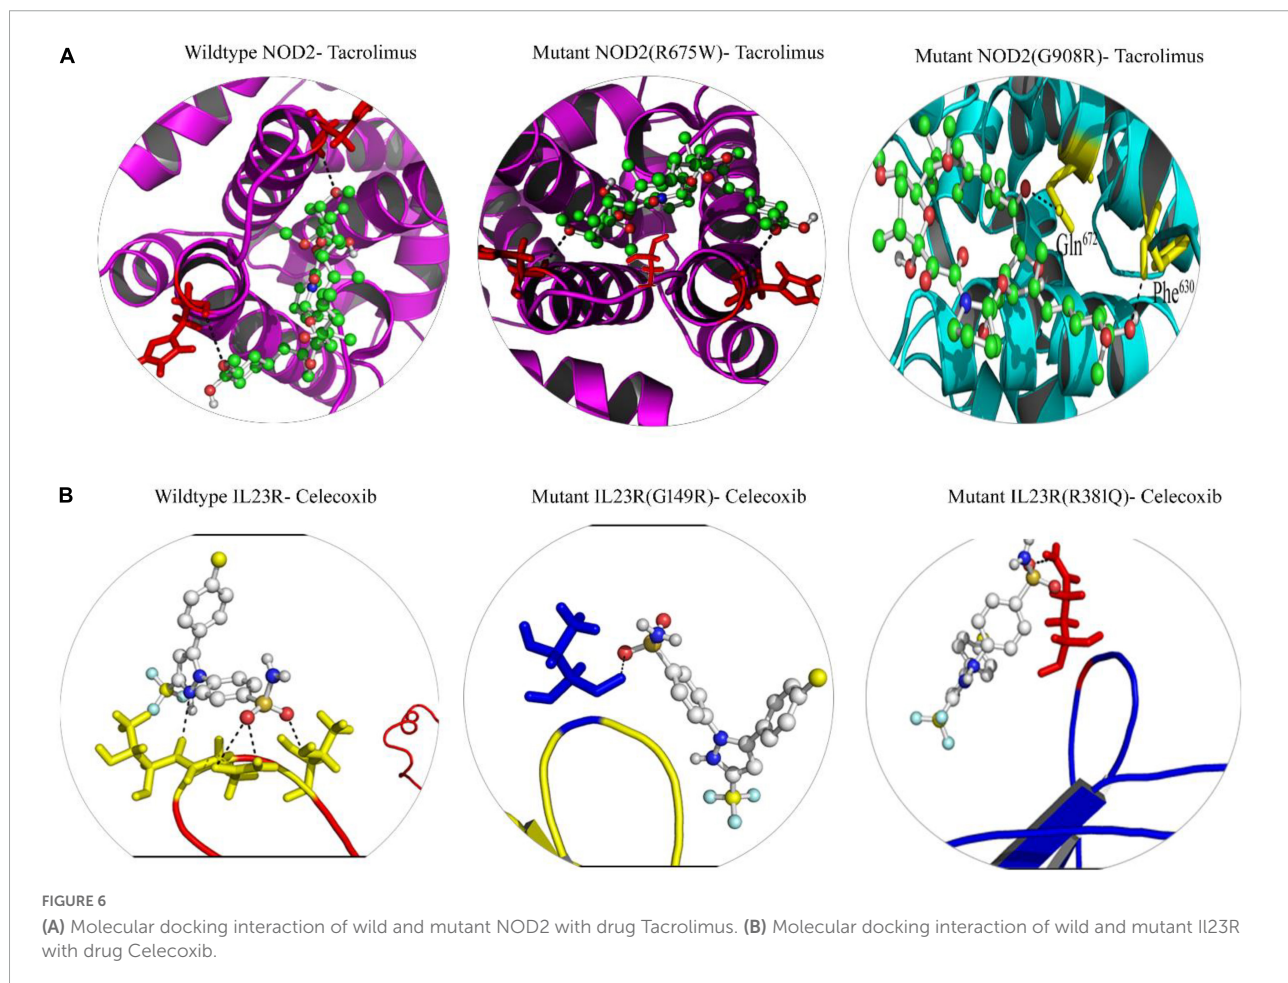 A
Wildtype NOD2- Tacrolimus
Mutant NOD2(R675W)- Tacrolimus
Mutant NOD2(G908R)- Tacrolimus
Gln672
Phe630
B
Wildtype IL23R- Celecoxib
Mutant IL23R(G149R)- Celecoxib
Mutant IL23R(R381Q)- Celecoxib
FIGURE 6
(A) Molecular docking interaction of wild and mutant NOD2 with drug Tacrolimus. (B) Molecular docking interaction of wild and mutant Il23R
with drug Celecoxib.